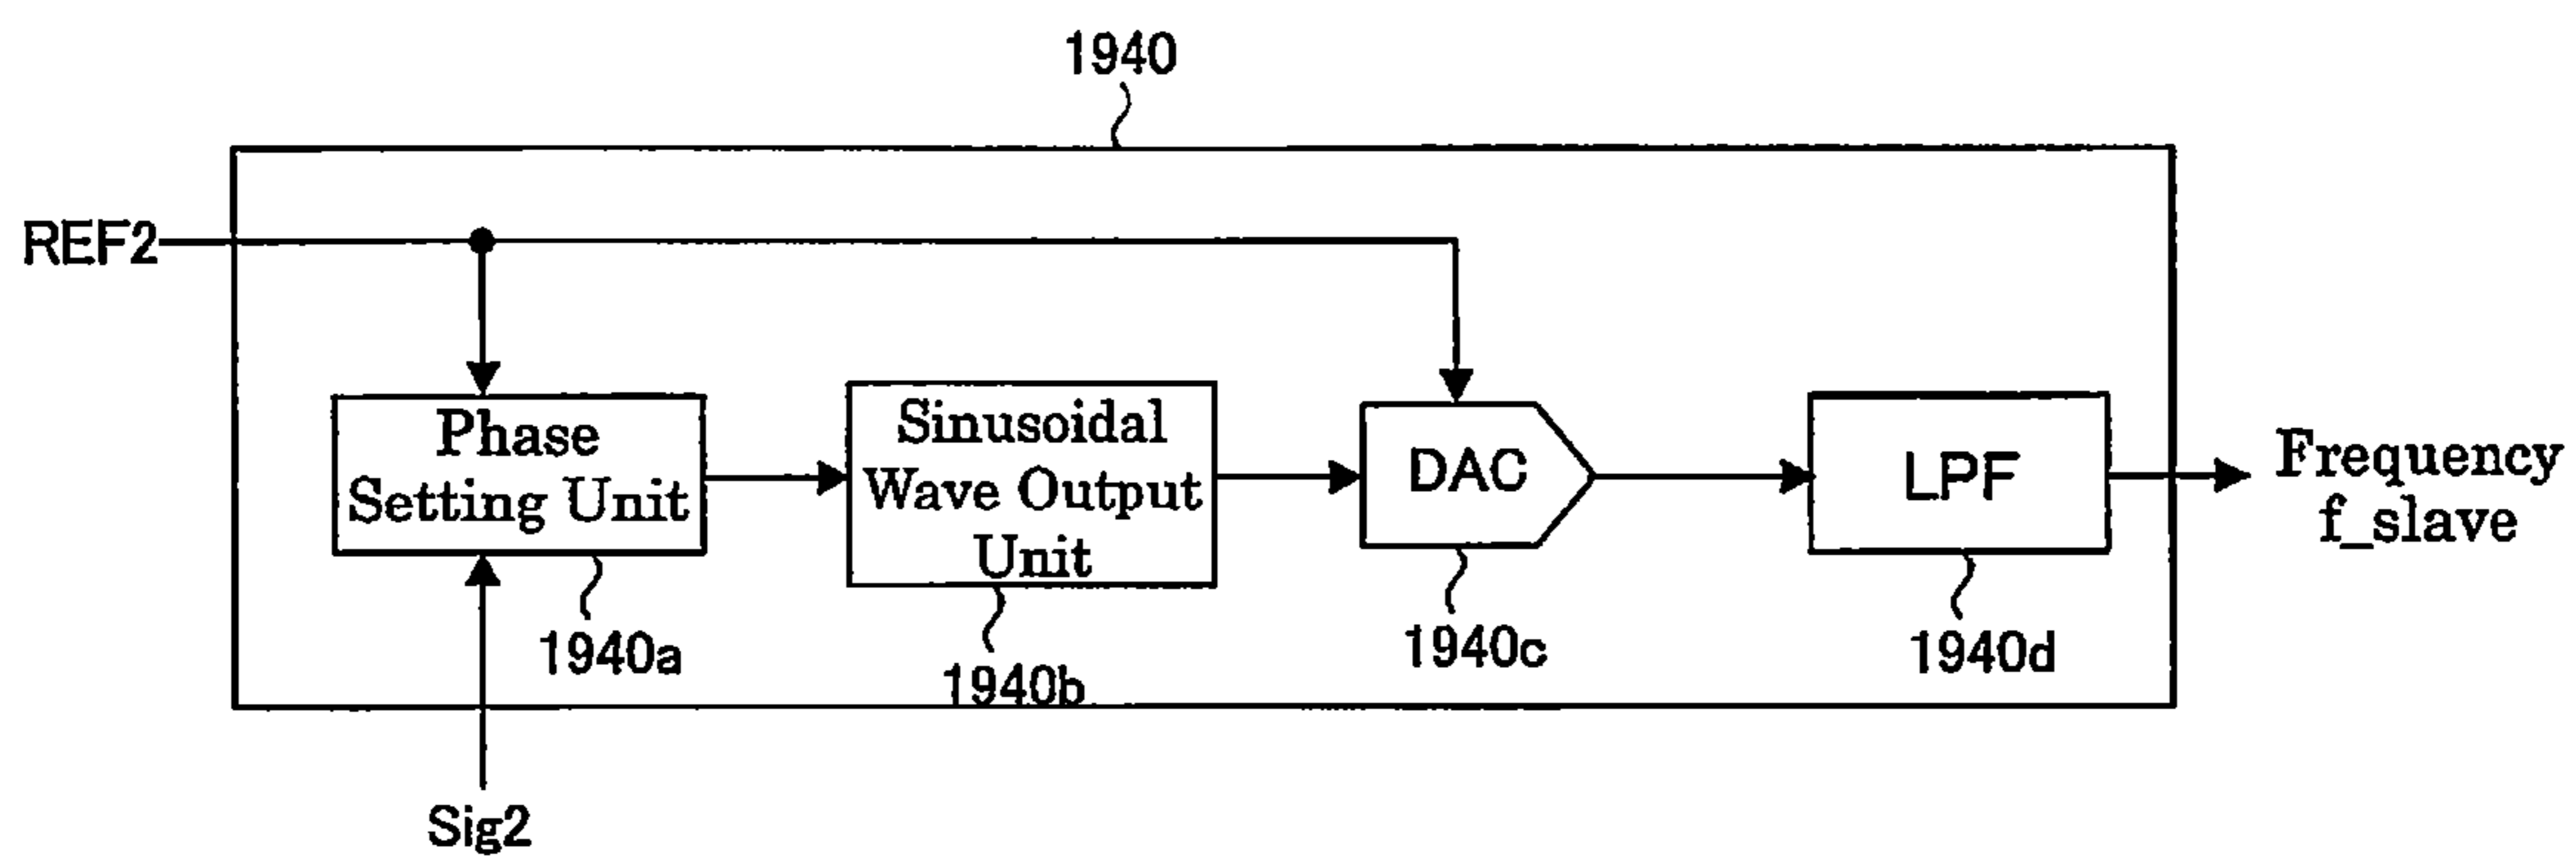 1940
REF2
Phase
Setting Unit
Sinusoidal
Wave Output
Unit
DAC
LPF
Frequency
f_slave
1940a
1940b
1940c
1940d
Sig2